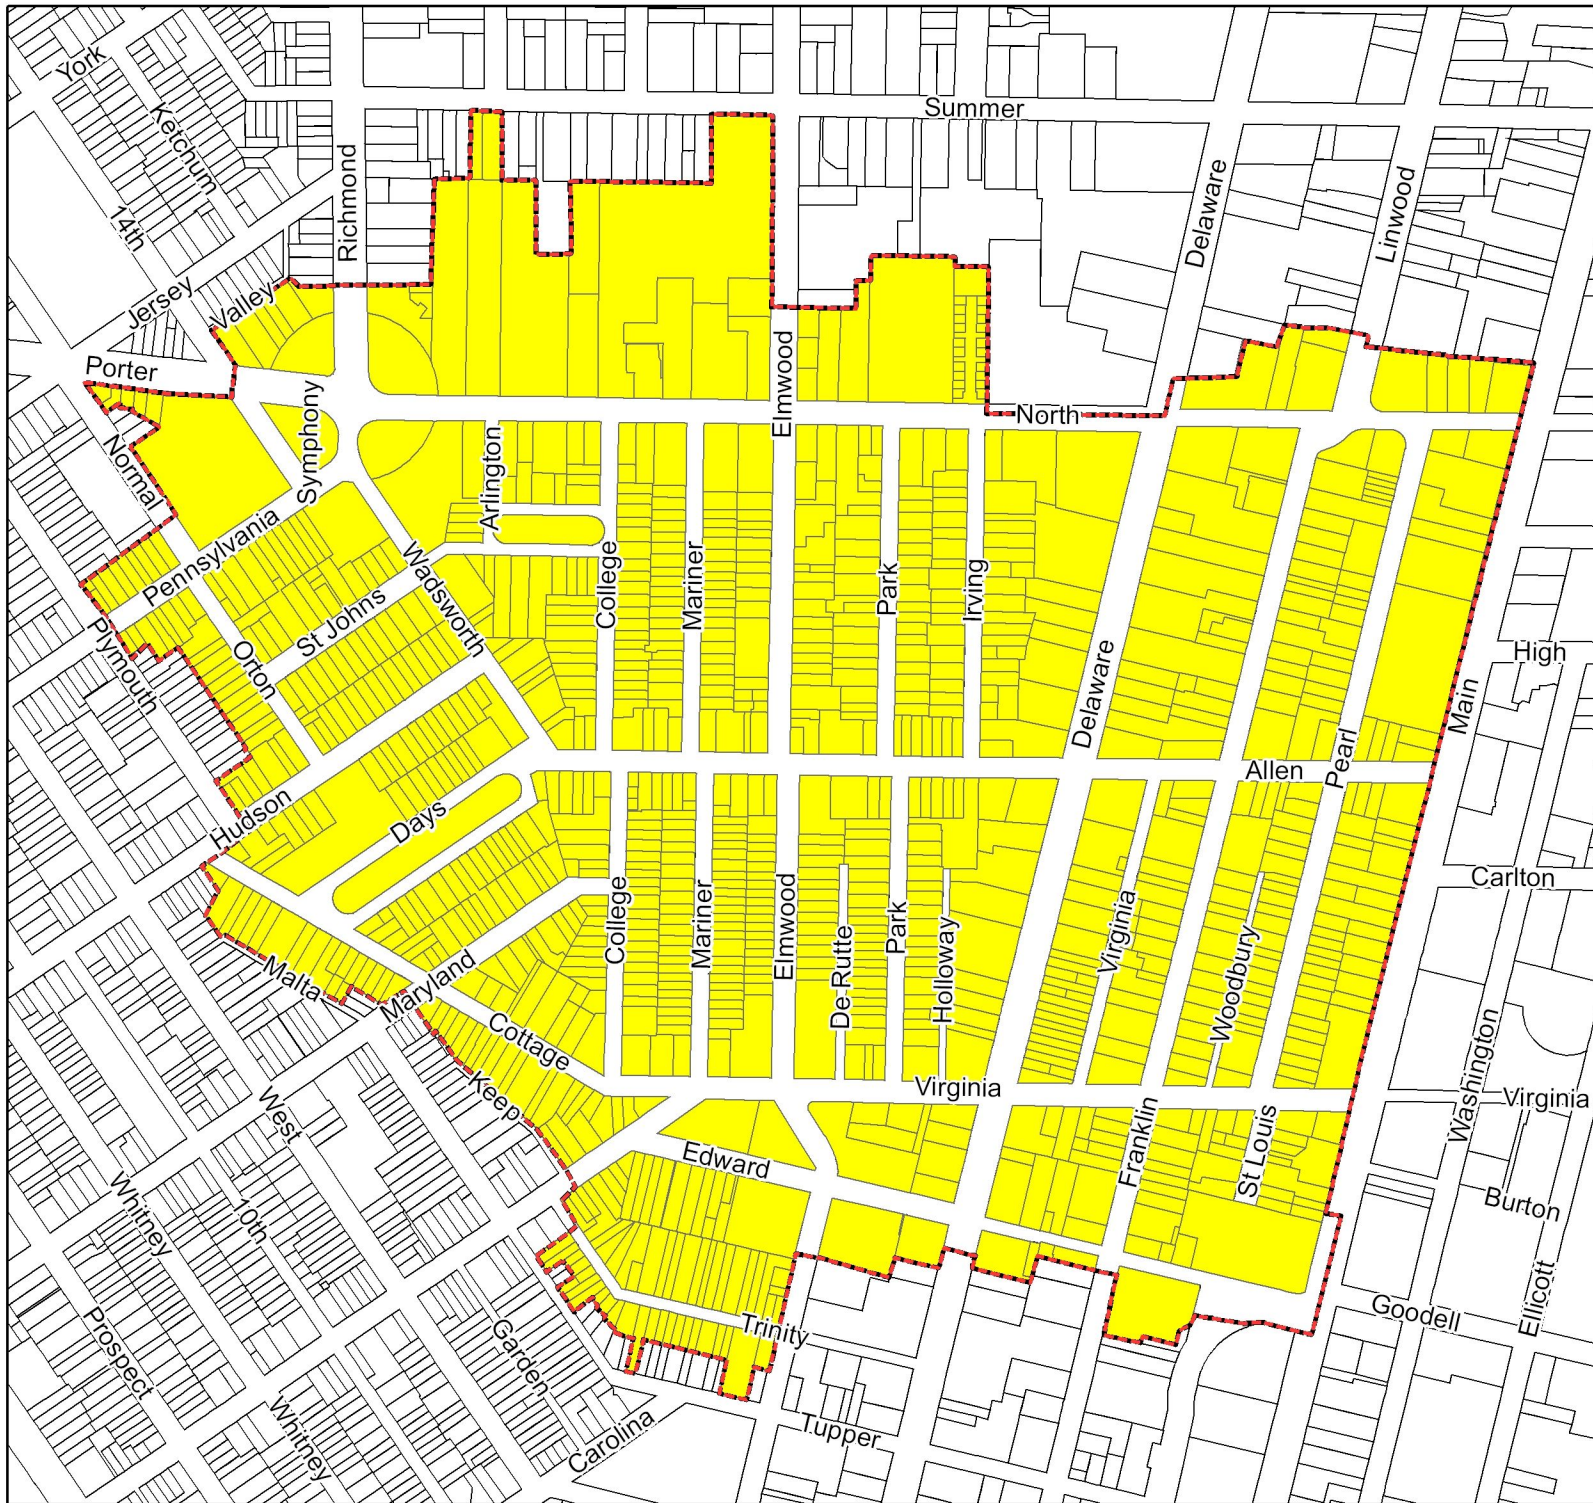 York
Summer
Ketchum
Richmond
Delaware
Linwood
14th
Jersey
Valley
Porter
Elmwood
Symphony
North
Arlington
Normal
Pennsylvania
Wadsworth
College
Mariner
Park
Irving
St Johns
Plymouth
Orton
Delaware
High
Main
Allen
Pearl
Hudson
Days
Carlton
College
Mariner
Elmwood
De Rutte
Park
Holloway
Virginia
Woodbury
Malta
Maryland
Cottage
Washington
Keep
Virginia
Virginia
West
Edward
Franklin
St Louis
Whitney
10th
Burton
Ellicott
Goodell
Trinity
Prospect
Garden
Whitney
Carolina
Tupper